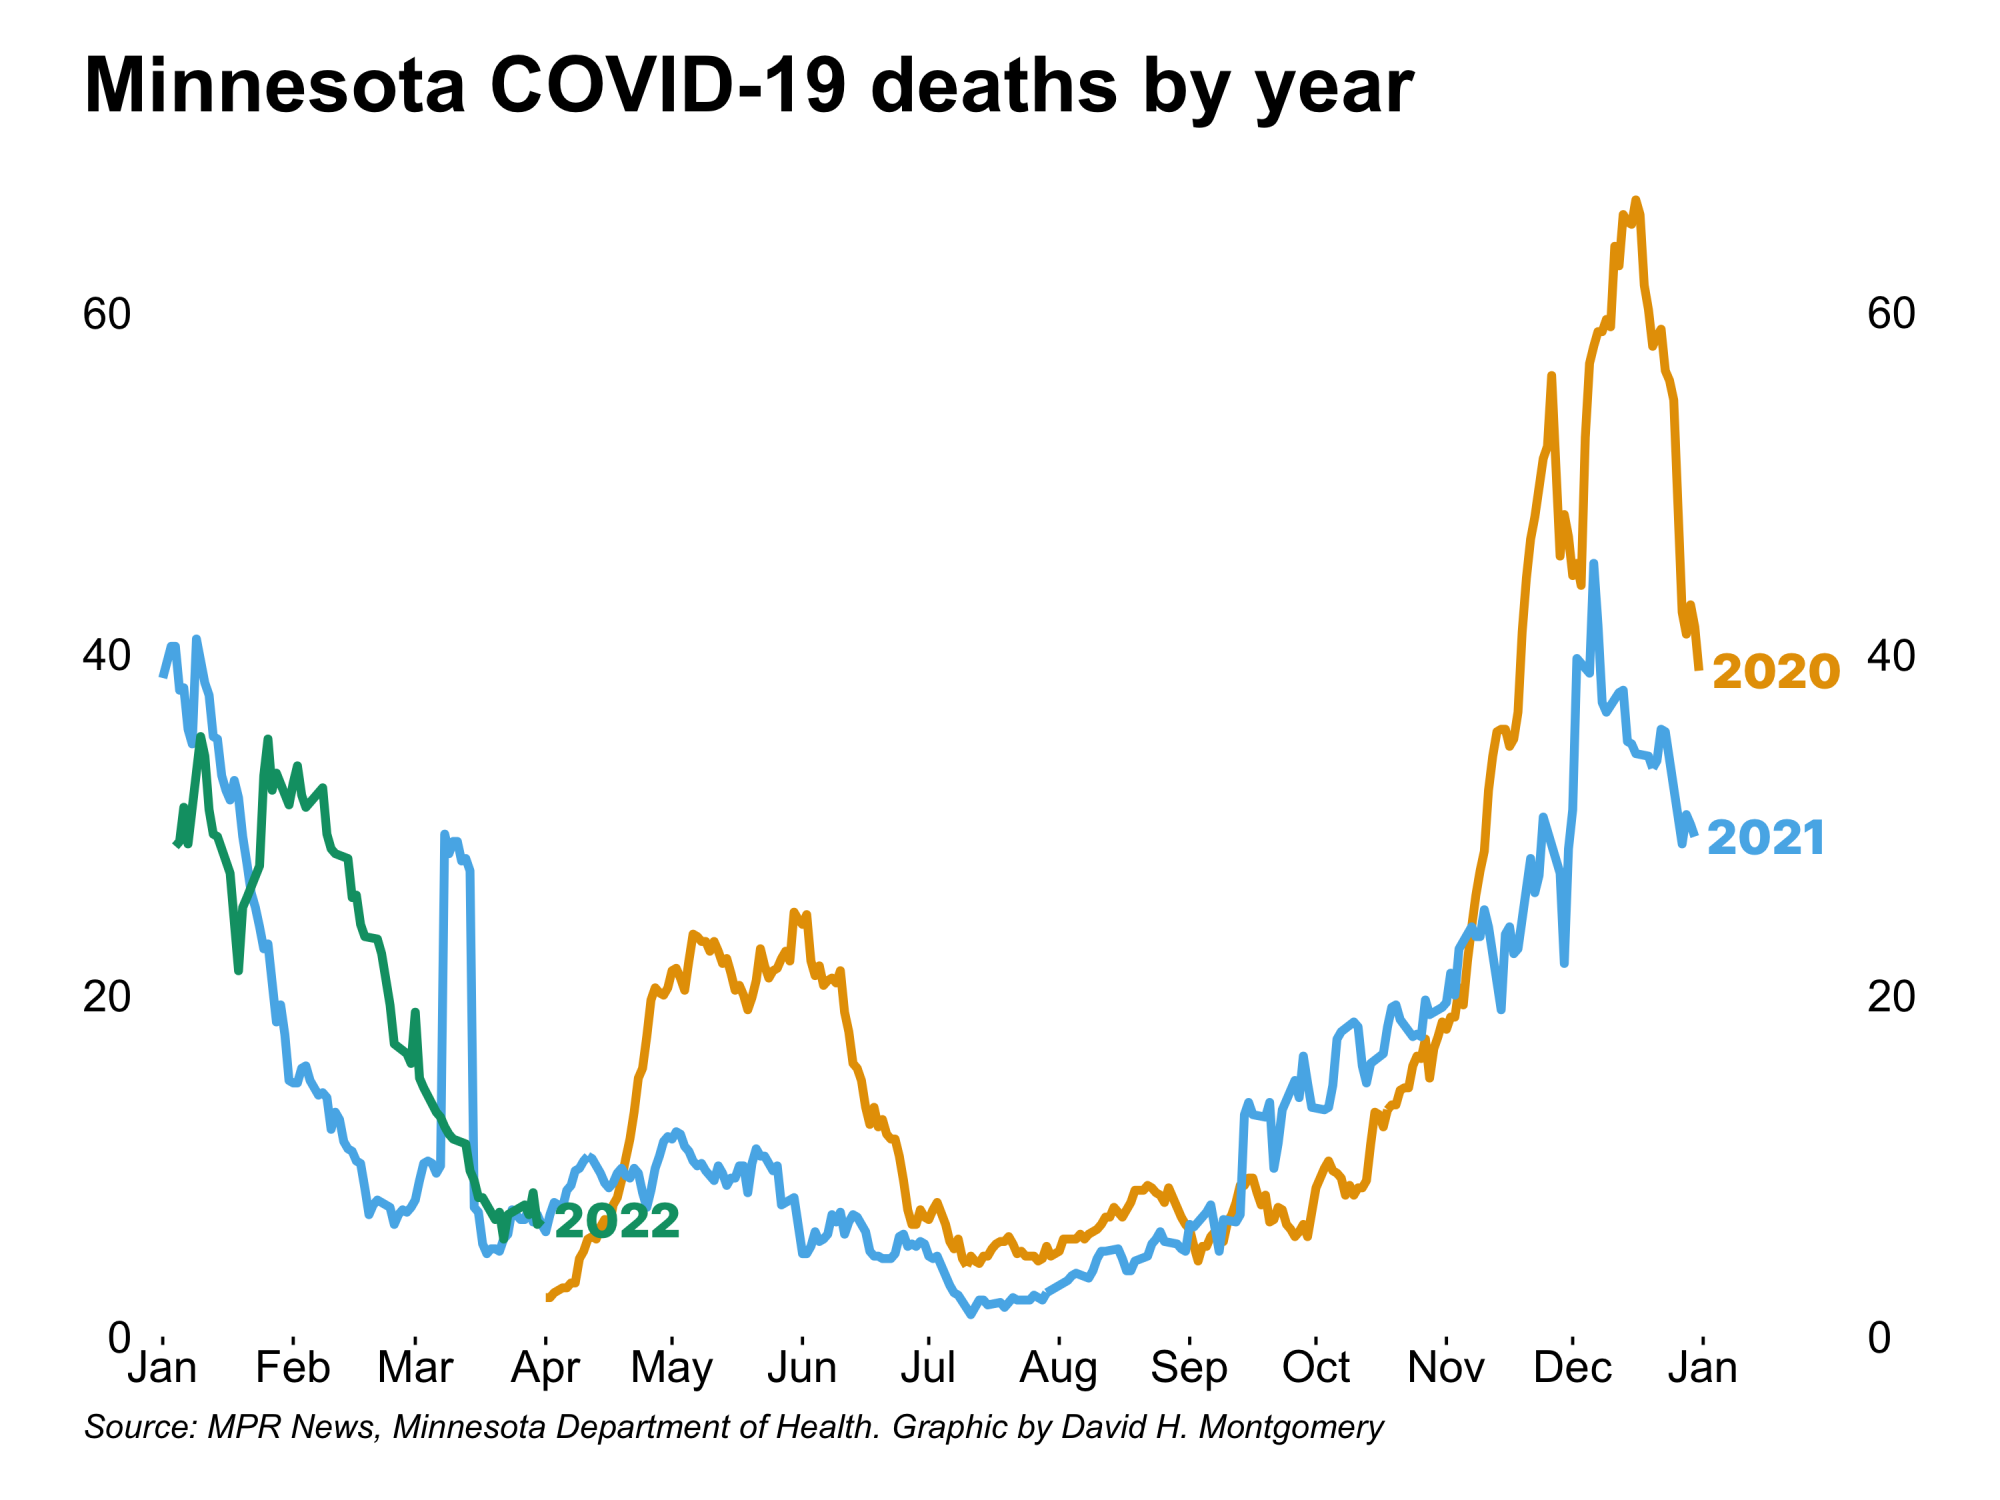 Minnesota COVID-19 deaths by year
60 60
40 40
2020
2021
20 20
2022
0 0
Jan Feb Mar Apr May Jun Jul Aug Sep Oct Nov Dec Jan
Source: MPR News, Minnesota Department of Health. Graphic by David H. Montgomery